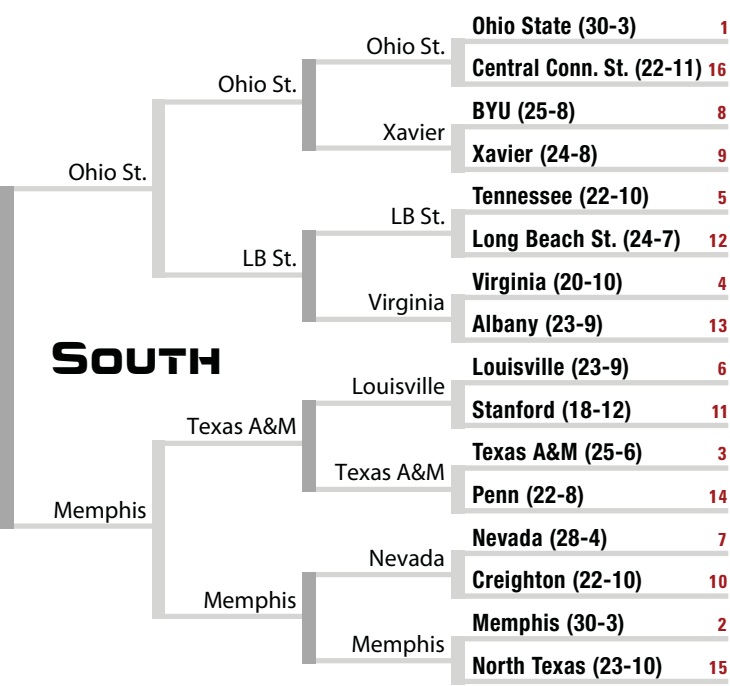 Ohio State (30-3) 1
Ohio St.
Central Conn. St. (22-11) 16
Ohio St.
BYU (25-8) 8
Xavier
Xavier (24-8) 9
Ohio St.
Tennessee (22-10) 5
LB St.
Long Beach St. (24-7) 12
LB St.
Virginia (20-10) 4
Virginia
Albany (23-9) 13
South
Louisville (23-9) 6
Louisville
Stanford (18-12) 11
Texas A&M
Texas A&M (25-6) 3
Texas A&M
Penn (22-8) 14
Memphis
Nevada (28-4) 7
Nevada
Creighton (22-10) 10
Memphis
Memphis (30-3) 2
Memphis
North Texas (23-10) 15